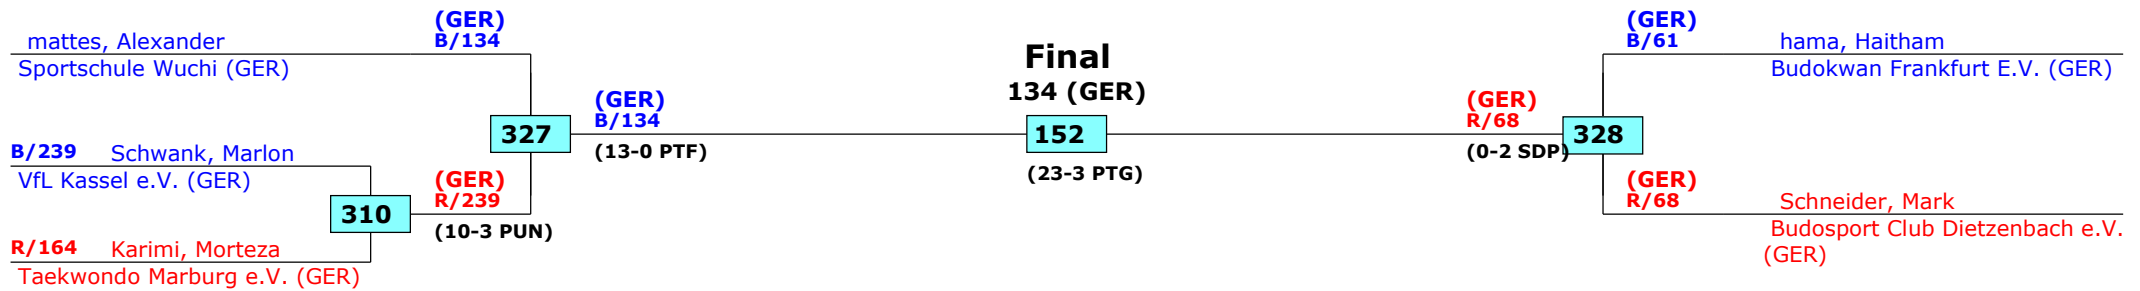 mattes, Alexander
Sportschule Wuchi (GER)
(GER)
B/134
B/239 Schwank, Marlon
VfL Kassel e.V. (GER)
R/164 Karimi, Morteza
Taekwondo Marburg e.V. (GER)
310
(GER)
R/239
(10-3 PUN)
327
(GER)
B/134
(13-0 PTF)
Final
134 (GER)
152
(23-3 PTG)
(GER)
R/68
(0-2 SDP)
328
(GER)
B/61
hama, Haitham
Budokwan Frankfurt E.V. (GER)
(GER)
R/68
Schneider, Mark
Budosport Club Dietzenbach e.V.
(GER)